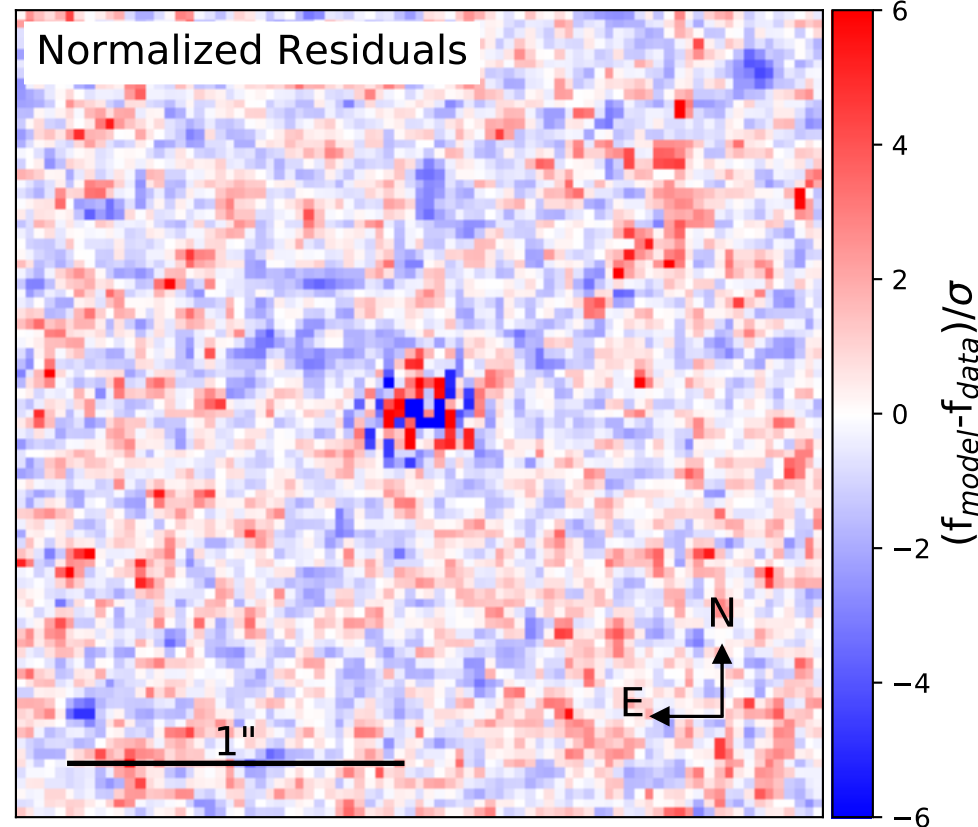 Normalized Residuals
N
E
1"
6
4
2
0
−2
−4
−6
(f_model-f_data)/σ